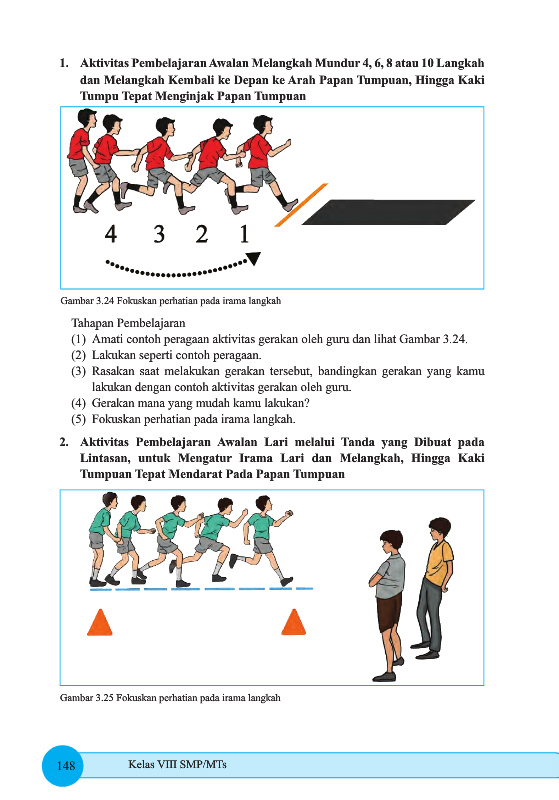 1. Aktivitas Pembelajaran Awalan Melangkah Mundur 4, 6, 8 atau 10 Langkah
dan Melangkah Kembali ke Depan ke Arah Papan Tumpuan, Hingga Kaki
Tumpu Tepat Menginjak Papan Tumpuan
4 3 2 1
Gambar 3.24 Fokuskan perhatian pada irama langkah
Tahapan Pembelajaran
(1) Amati contoh peragaan aktivitas gerakan oleh guru dan lihat Gambar 3.24.
(2) Lakukan seperti contoh peragaan.
(3) Rasakan saat melakukan gerakan tersebut, bandingkan gerakan yang kamu
lakukan dengan contoh aktivitas gerakan oleh guru.
(4) Gerakan mana yang mudah kamu lakukan?
(5) Fokuskan perhatian pada irama langkah.
2. Aktivitas Pembelajaran Awalan Lari melalui Tanda yang Dibuat pada
Lintasan, untuk Mengatur Irama Lari dan Melangkah, Hingga Kaki
Tumpuan Tepat Mendarat Pada Papan Tumpuan
Gambar 3.25 Fokuskan perhatian pada irama langkah
148 Kelas VIII SMP/MTs